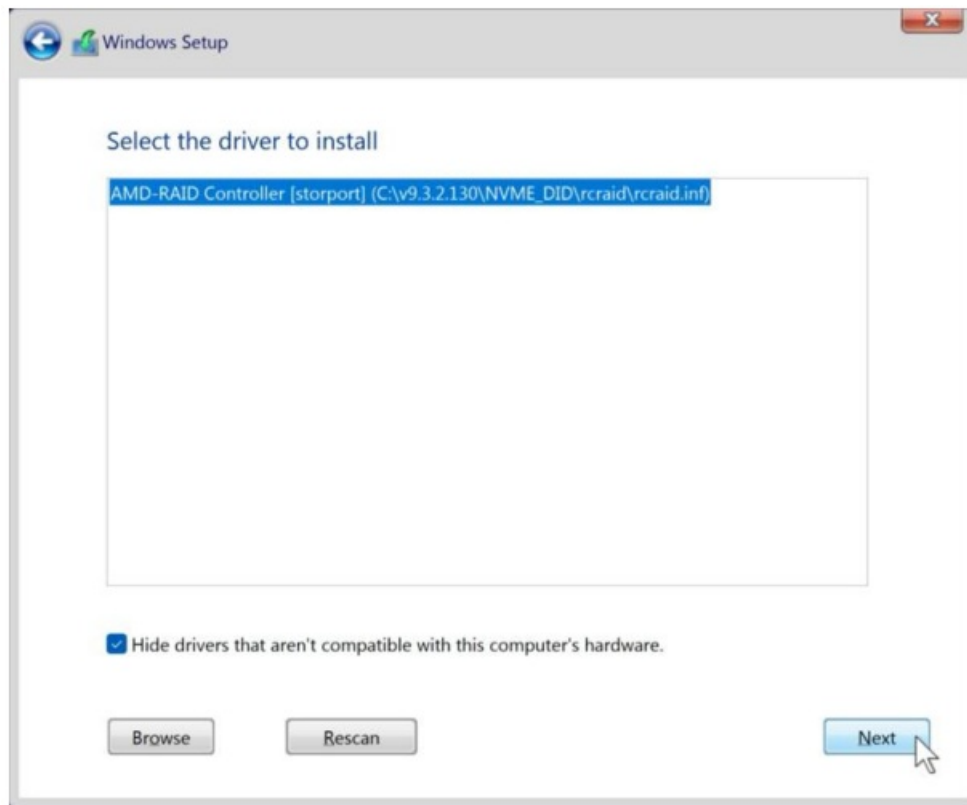 Windows Setup
Select the driver to install
AMD-RAID Controller [storport] (C:\v9.3.2.130\NVME_DID\rcraid\rcraid.inf)
Hide drivers that aren't compatible with this computer's hardware.
Browse Rescan Next